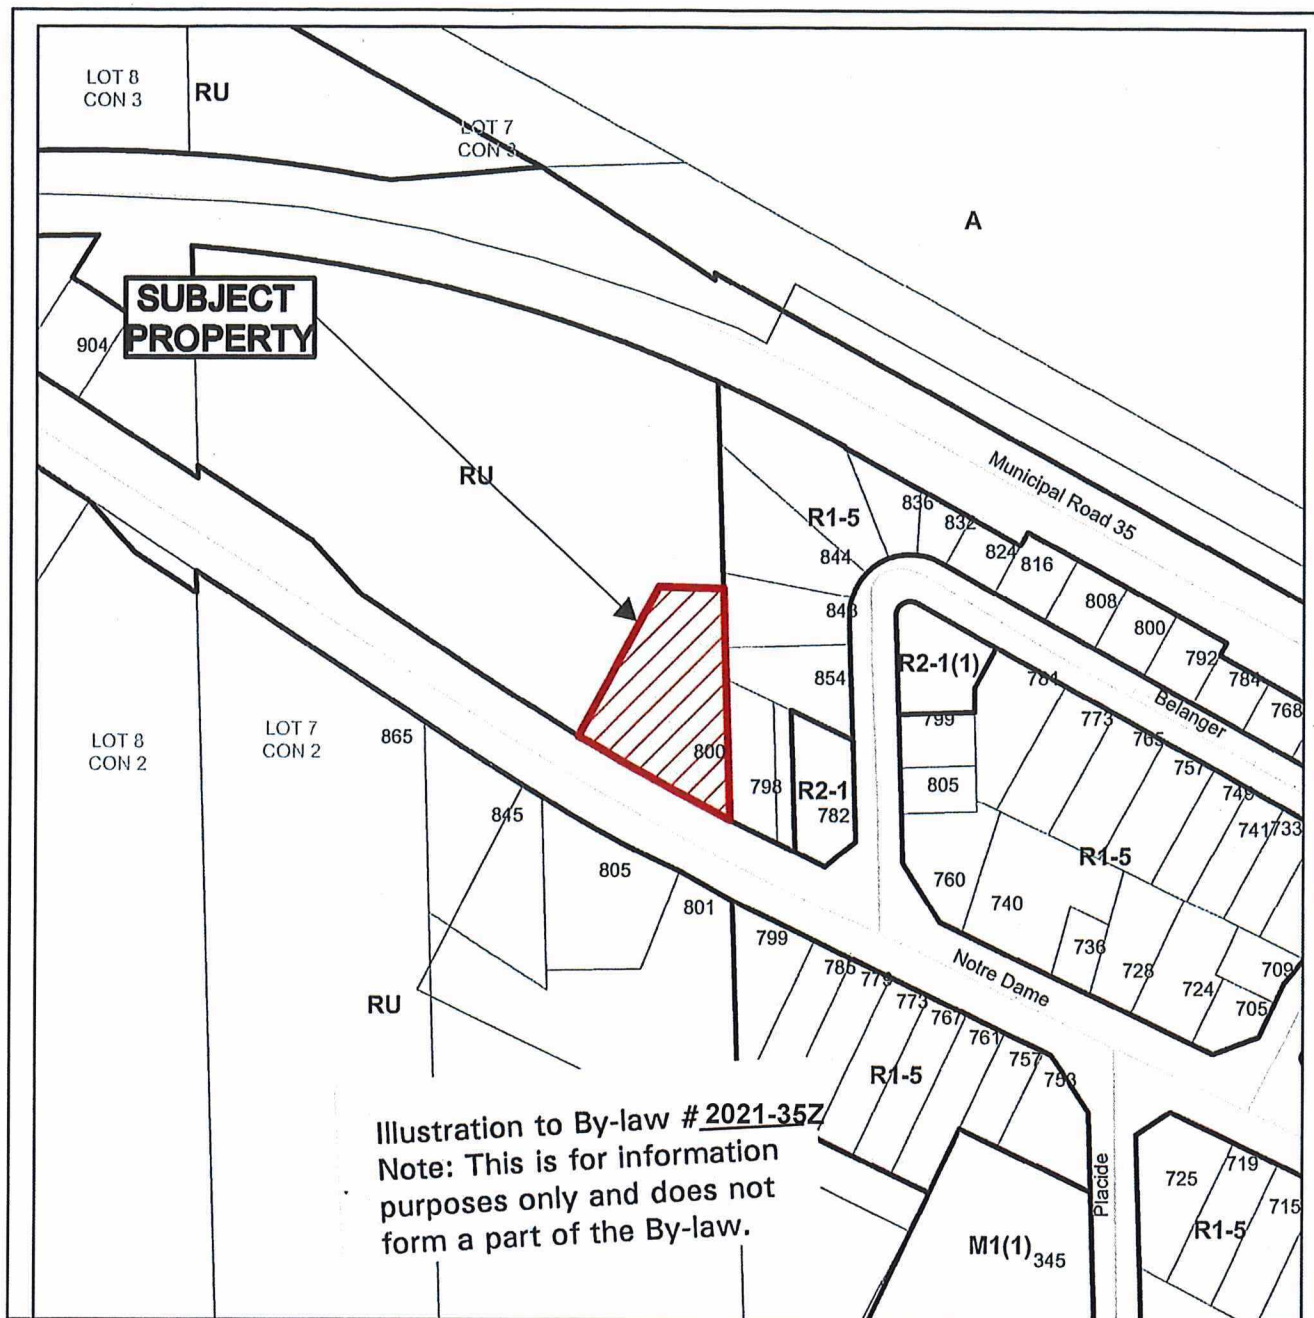 LOT 8
CON 3
RU
LOT 7
CON 3
A
SUBJECT
PROPERTY
904
RU
Municipal Road 35
R1-5
836
832
844
824
816
808
800
848
792
784
768
R2-1(1)
854
781
Belanger
799
773
765
757
749
741
733
LOT 8
CON 2
LOT 7
CON 2
865
800
798
R2-1
782
805
845
R1-5
805
760
740
801
736
728
724
709
705
799
785
779
773
767
761
757
753
Notre Dame
RU
R1-5
Illustration to By-law # 2021-35Z
Note: This is for information
purposes only and does not
form a part of the By-law.
Placide
725
719
715
R1-5
M1(1)
345